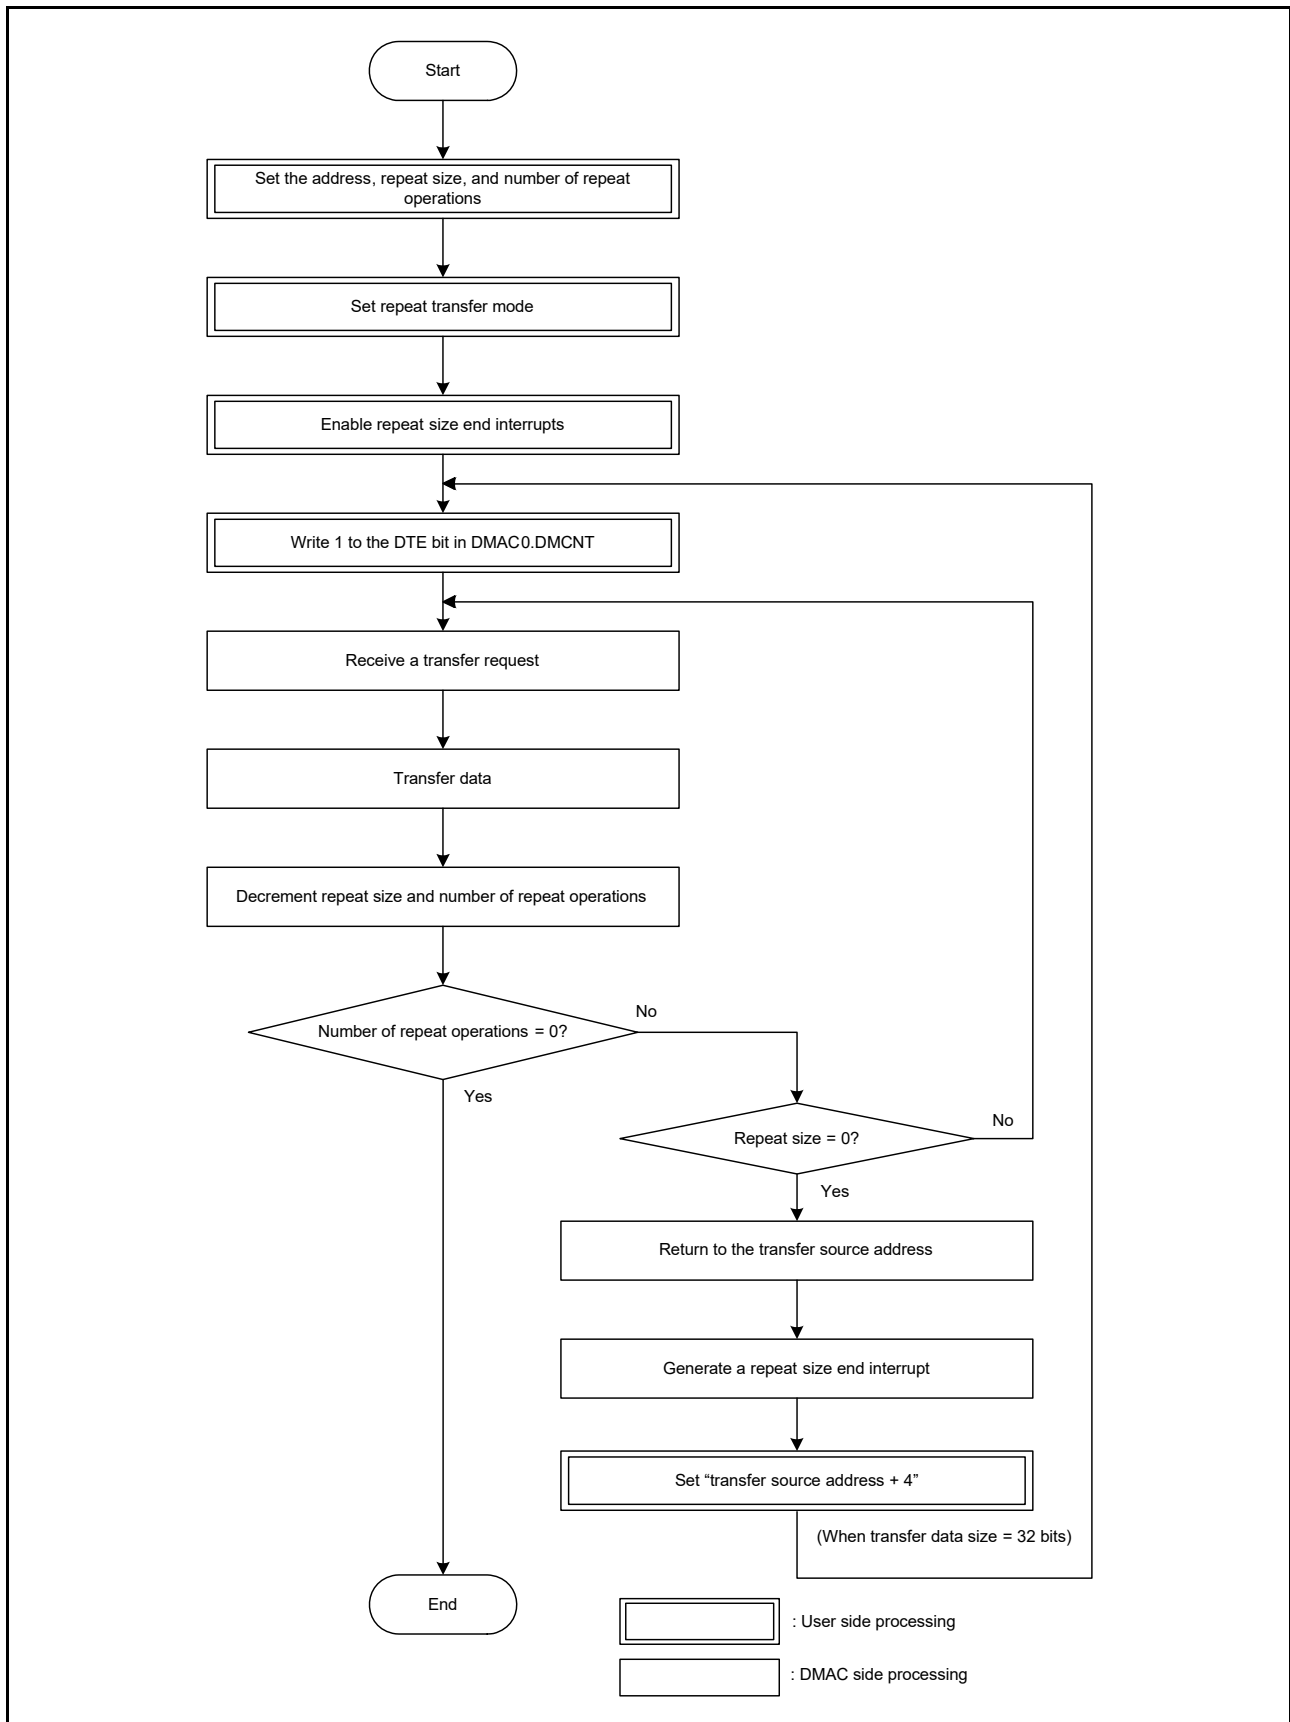 Start
Set the address, repeat size, and number of repeat
operations
Set repeat transfer mode
Enable repeat size end interrupts
Write 1 to the DTE bit in DMAC0.DMCNT
Receive a transfer request
Transfer data
Decrement repeat size and number of repeat operations
Number of repeat operations = 0?
No
Yes
Repeat size = 0?
No
Yes
Return to the transfer source address
Generate a repeat size end interrupt
Set “transfer source address + 4”
(When transfer data size = 32 bits)
End
: User side processing
: DMAC side processing